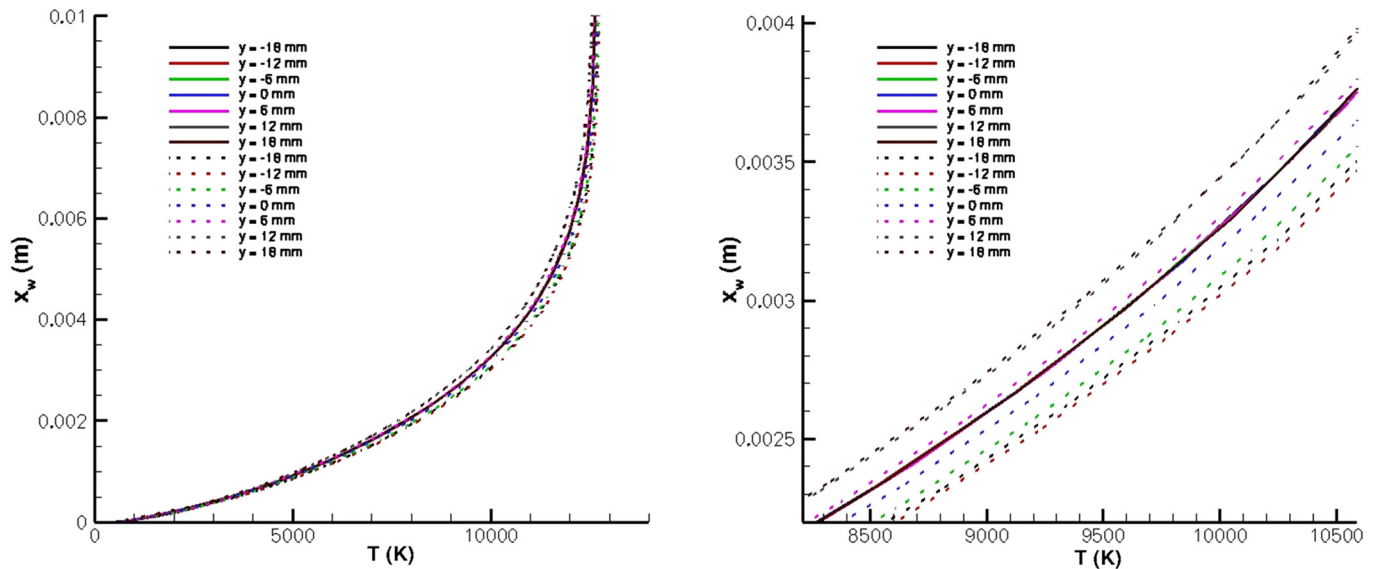 0.01
y = -18 mm
y = -12 mm
y = -6 mm
y = 0 mm
y = 6 mm
y = 12 mm
y = 18 mm
y = -18 mm
y = -12 mm
y = -6 mm
y = 0 mm
y = 6 mm
y = 12 mm
y = 18 mm
0.008
0.006
0.004
0.002
0
Xw (m)
0 5000 10000
T (K)
0.004
y = -18 mm
y = -12 mm
y = -6 mm
y = 0 mm
y = 6 mm
y = 12 mm
y = 18 mm
y = -18 mm
y = -12 mm
y = -6 mm
y = 0 mm
y = 6 mm
y = 12 mm
y = 18 mm
0.0035
0.003
0.0025
Xw (m)
8500 9000 9500 10000 10500
T (K)